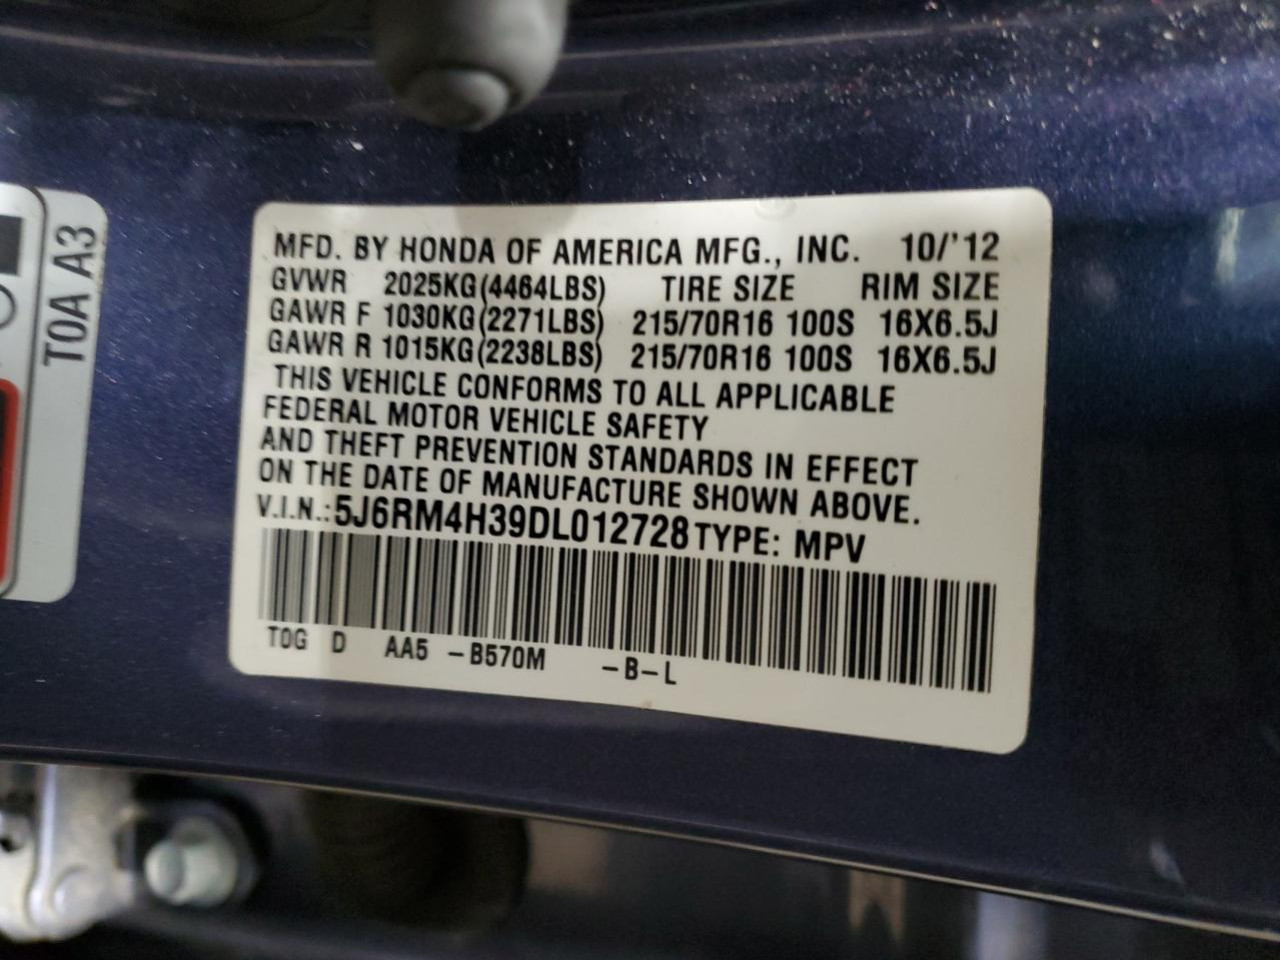 T0A A3
MFD. BY HONDA OF AMERICA MFG., INC. 10/'12
GVWR 2025KG(4464LBS) TIRE SIZE RIM SIZE
GAWR F 1030KG(2271LBS) 215/70R16 100S 16X6.5J
GAWR R 1015KG(2238LBS) 215/70R16 100S 16X6.5J
THIS VEHICLE CONFORMS TO ALL APPLICABLE
FEDERAL MOTOR VEHICLE SAFETY
AND THEFT PREVENTION STANDARDS IN EFFECT
ON THE DATE OF MANUFACTURE SHOWN ABOVE.
V.I.N.: 5J6RM4H39DL012728 TYPE: MPV
T0G D AA5 -B570M -B-L